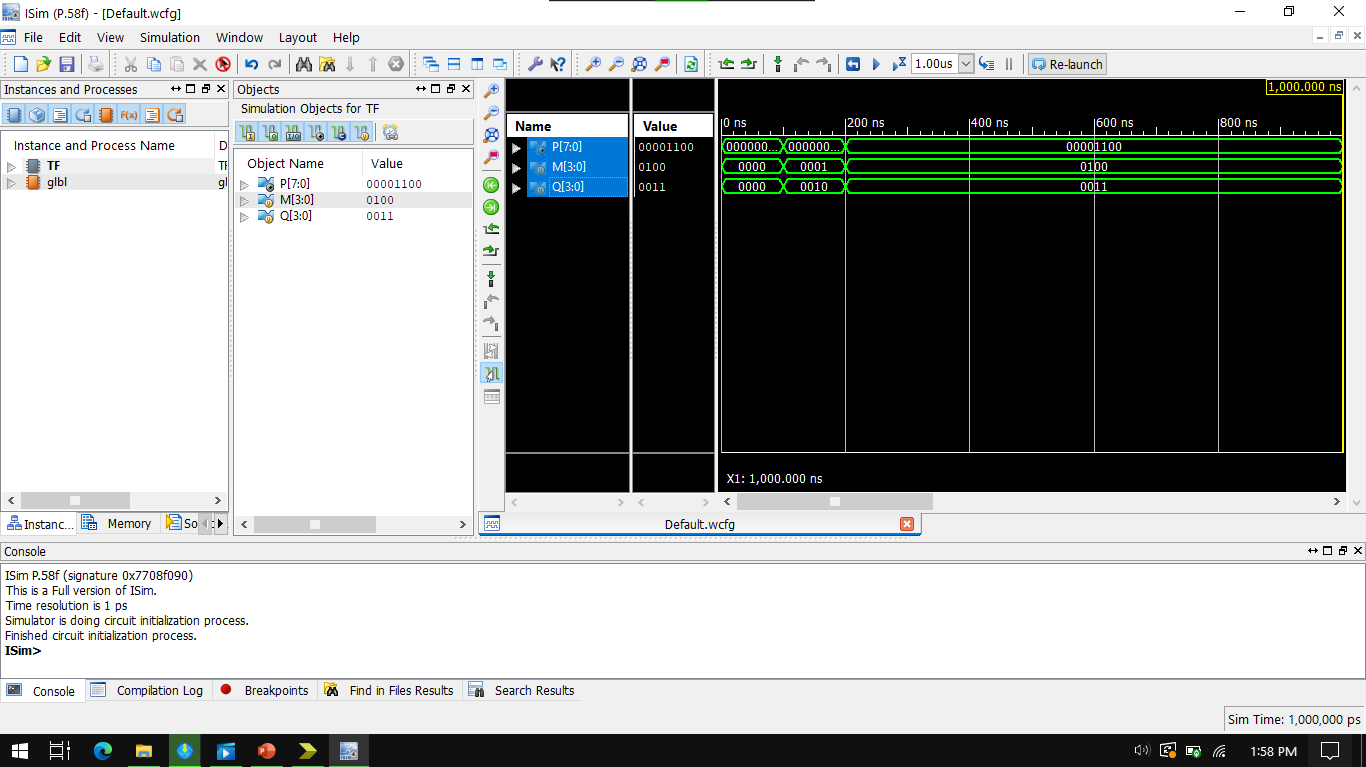 ISim (P.58f) - [Default.wcfg]
File Edit View Simulation Window Layout Help
1.00us Re-launch
Instances and Processes
Instance and Process Name D
TF TF
glbl gl
Instanc... Memory So
Objects
Simulation Objects for TF
Object Name Value
P[7:0] 00001100
M[3:0] 0100
Q[3:0] 0011
1,000.000 ns
Name Value 0 ns 200 ns 400 ns 600 ns 800 ns
P[7:0] 00001100 000000... 000000... 00001100
M[3:0] 0100 0000 0001 0100
Q[3:0] 0011 0000 0010 0011
X1: 1,000.000 ns
Default.wcfg
Console
ISim P.58f (signature 0x7708f090)
This is a Full version of ISim.
Time resolution is 1 ps
Simulator is doing circuit initialization process.
Finished circuit initialization process.
ISim>
Console Compilation Log Breakpoints Find in Files Results Search Results
Sim Time: 1,000,000 ps
1:58 PM